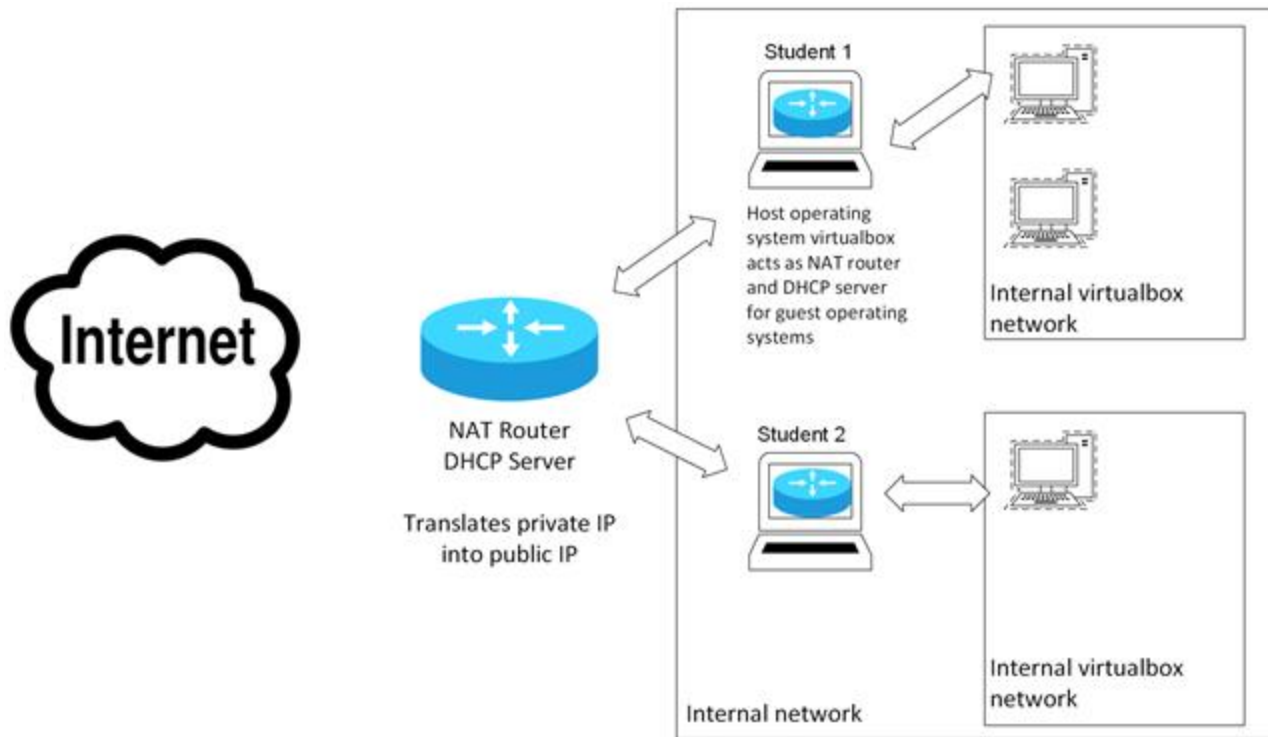 Internet
NAT Router
DHCP Server
Translates private IP
into public IP
Student 1
Host operating
system virtualbox
acts as NAT router
and DHCP server
for guest operating
systems
Internal virtualbox
network
Student 2
Internal virtualbox
network
Internal network